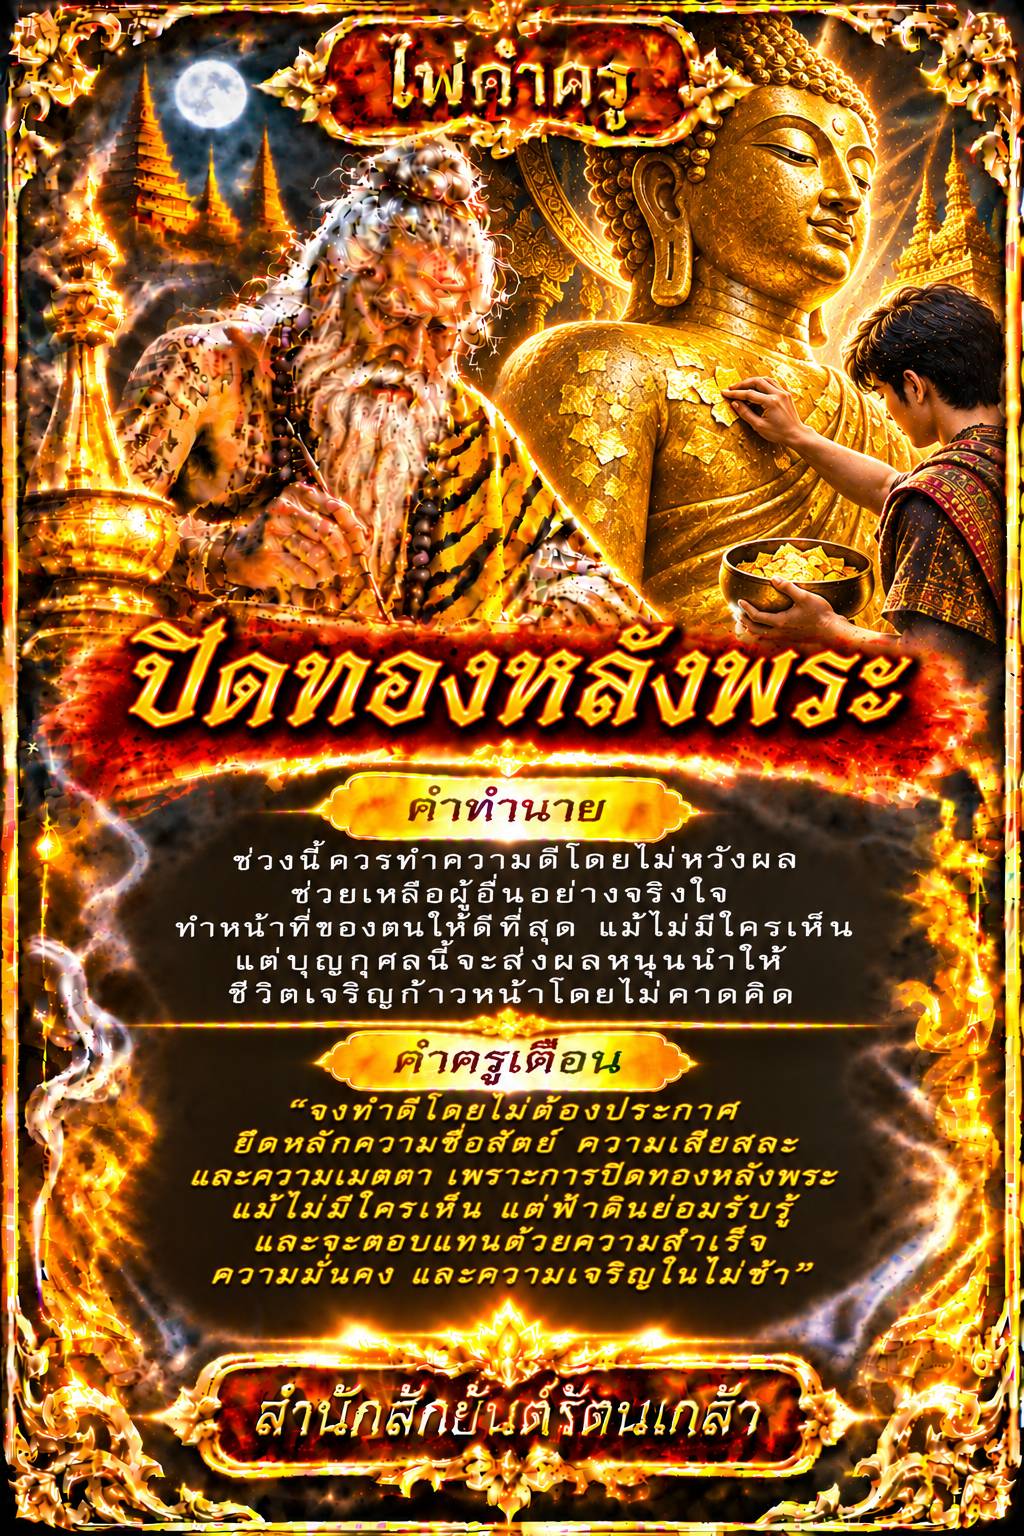 ไพ่คำครู
ปิดทองหลังพระ
คำทำนาย
ช่วงนี้ควรทำความดีโดยไม่หวังผล
ช่วยเหลือผู้อื่นอย่างจริงใจ
ทำหน้าที่ของตนให้ดีที่สุด แม้ไม่มีใครเห็น
แต่บุญกุศลนี้จะส่งผลหนุนนำให้
ชีวิตเจริญก้าวหน้าโดยไม่คาดคิด
คำครูเตือน
“จงทำดีโดยไม่ต้องประกาศ
ยึดหลักความซื่อสัตย์ ความเสียสละ
และความเมตตา เพราะการปิดทองหลังพระ
แม้ไม่มีใครเห็น แต่ฟ้าดินย่อมรับรู้
และจะตอบแทนด้วยความสำเร็จ
ความมั่นคง และความเจริญในไม่ช้า”
สำนักสักยันต์รัตนเกล้า